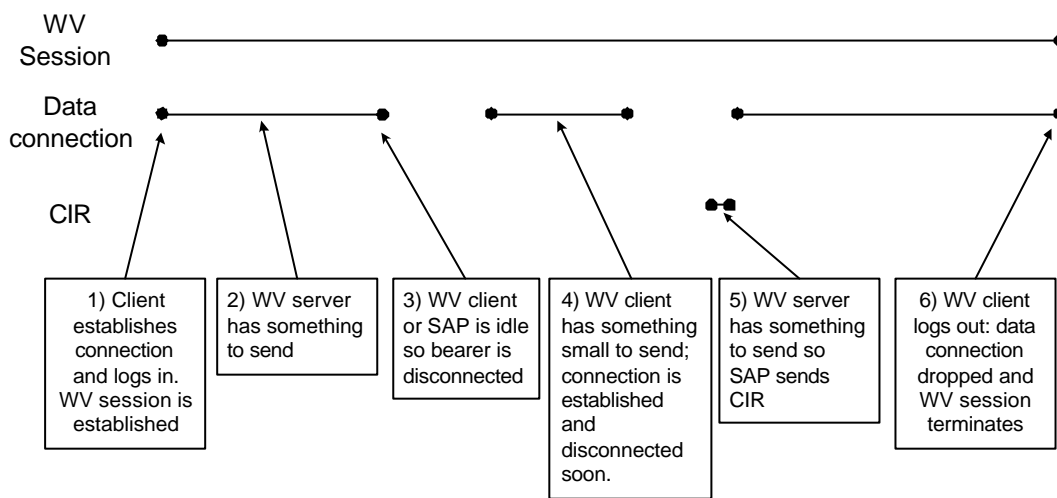 WV
Session
Data
connection
CIR
1) Client
establishes
connection
and logs in.
WV session is
established
2) WV server
has something
to send
3) WV client
or SAP is idle
so bearer is
disconnected
4) WV client
has something
small to send;
connection is
established
and
disconnected
soon.
5) WV server
has something
to send so
SAP sends
CIR
6) WV client
logs out: data
connection
dropped and
WV session
terminates